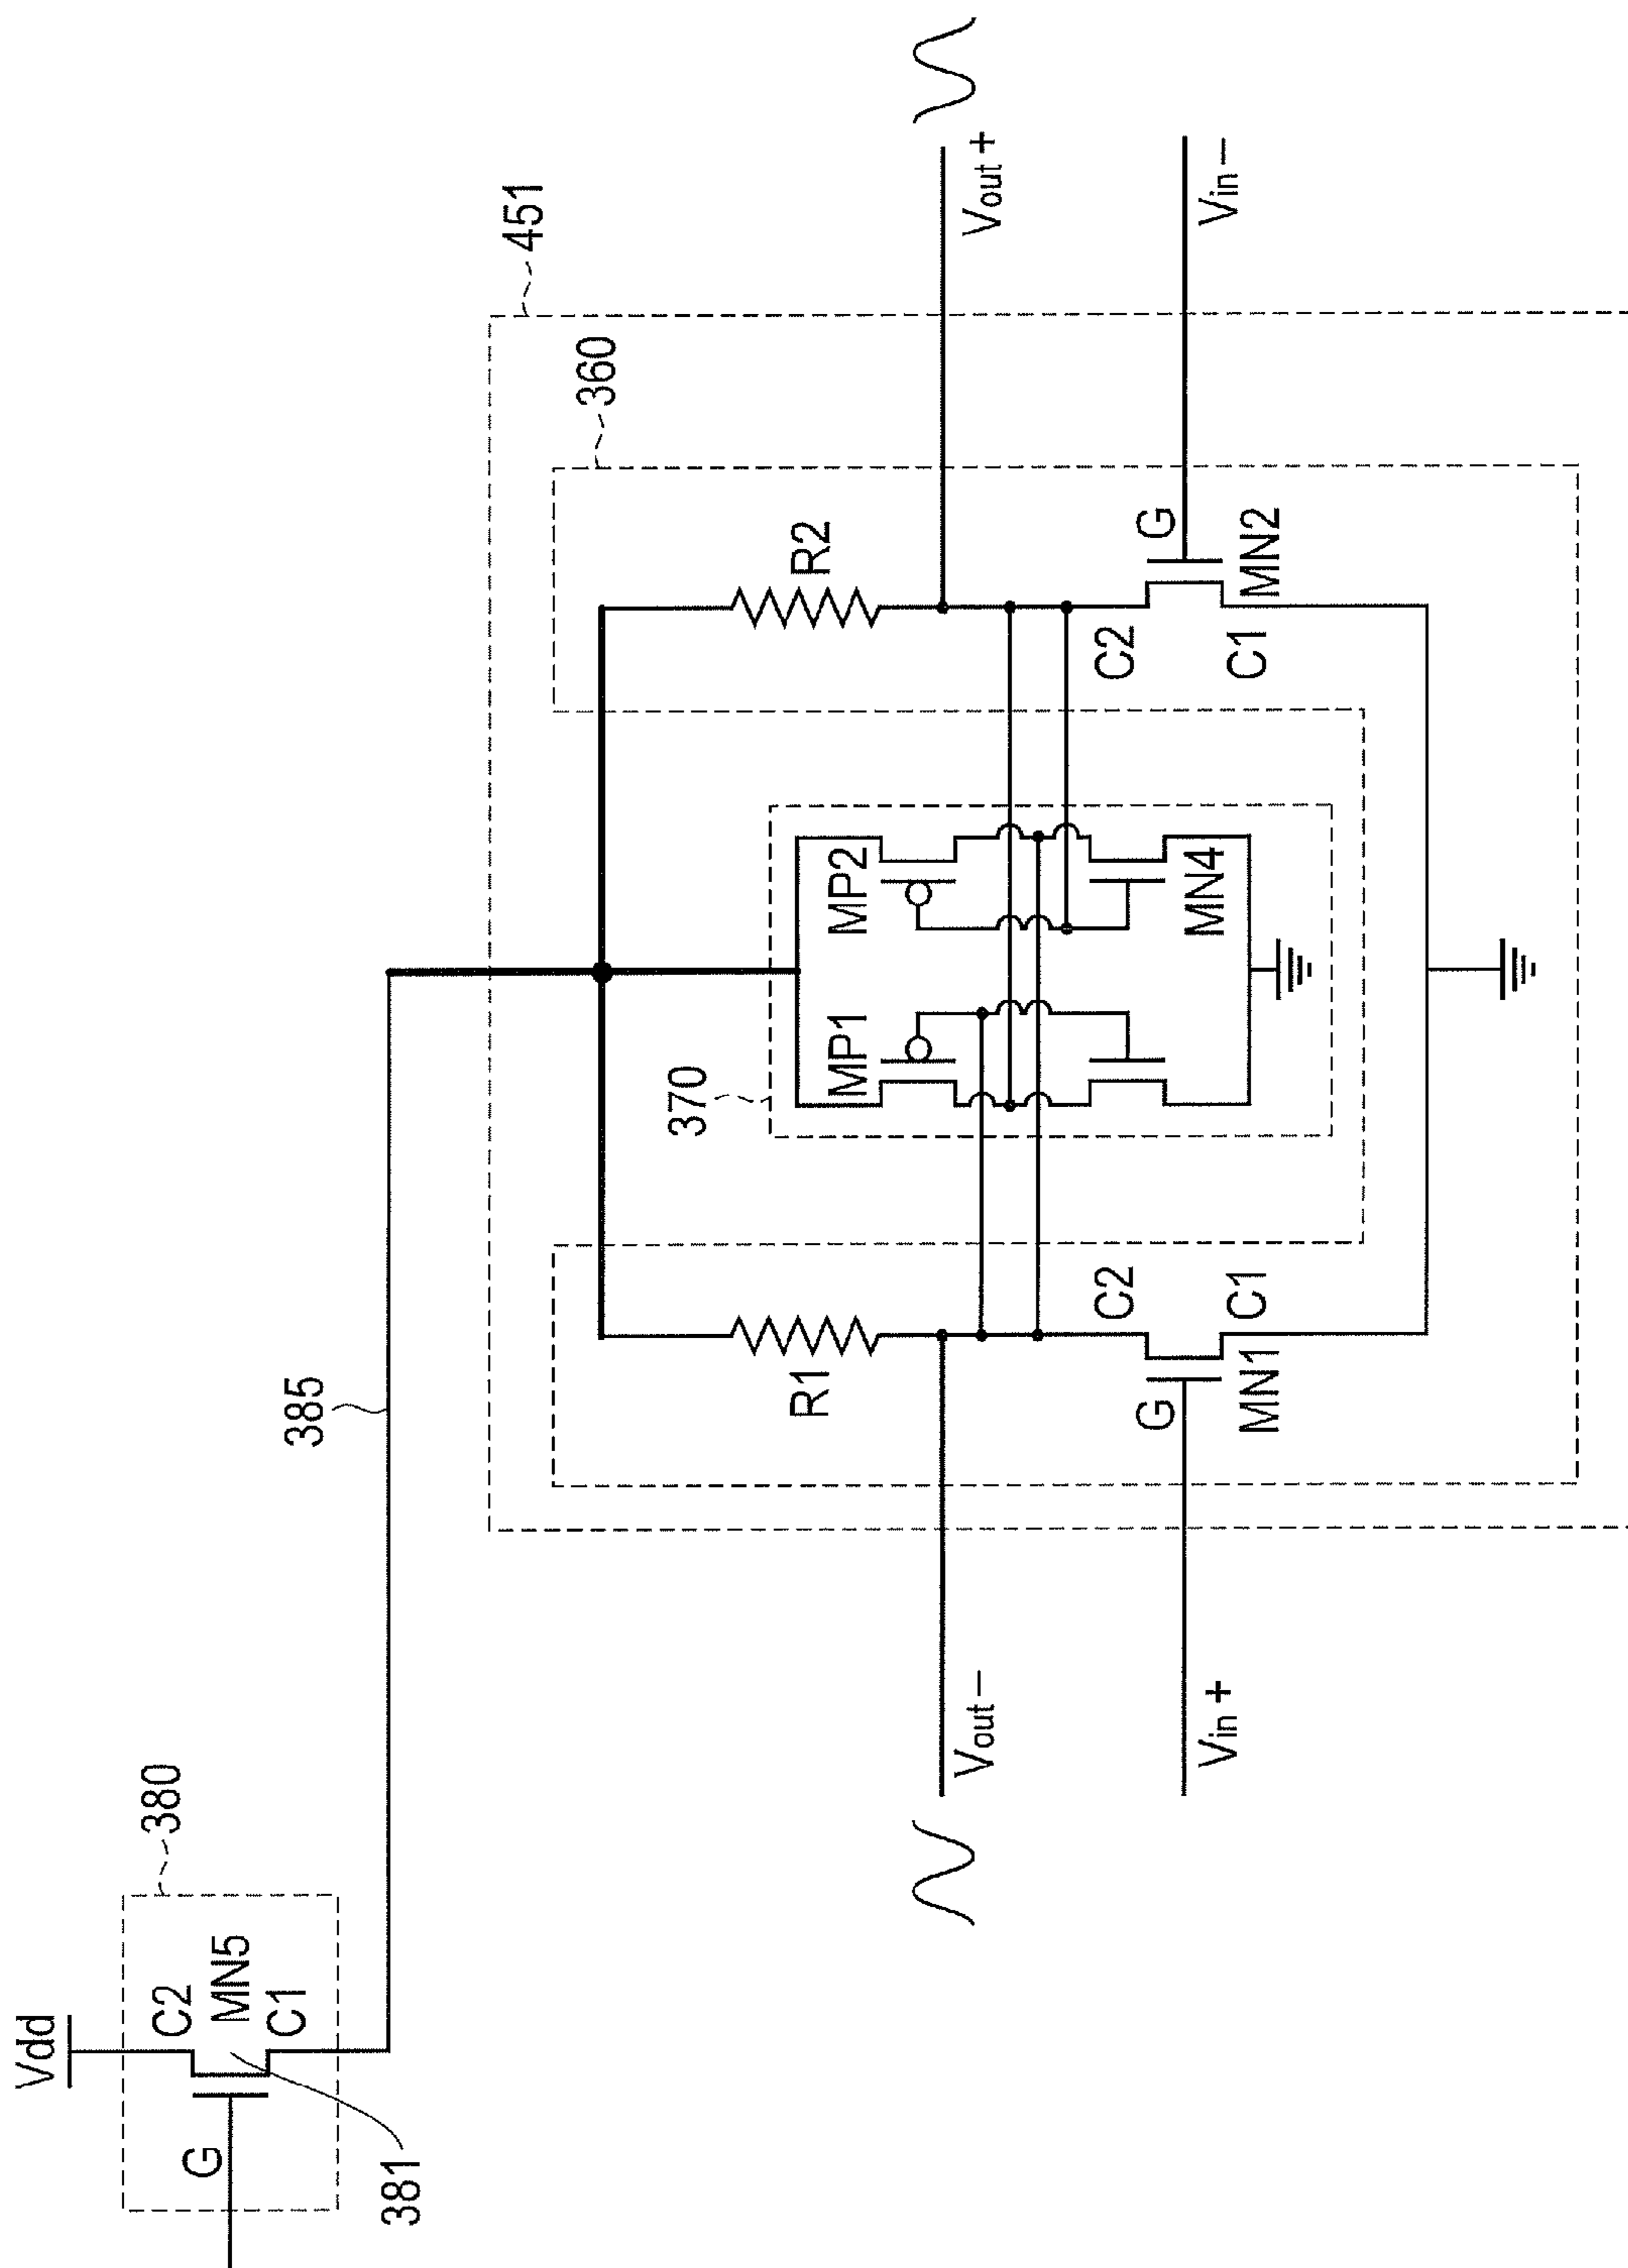 Vdd
380
C2
MN5
C1
G
381
385
451
360
R1
R2
370
MP1
MP2
Vout−
Vout+
C2
C2
G
G
MN4
C1
C1
MN1
MN2
Vin+
Vin−